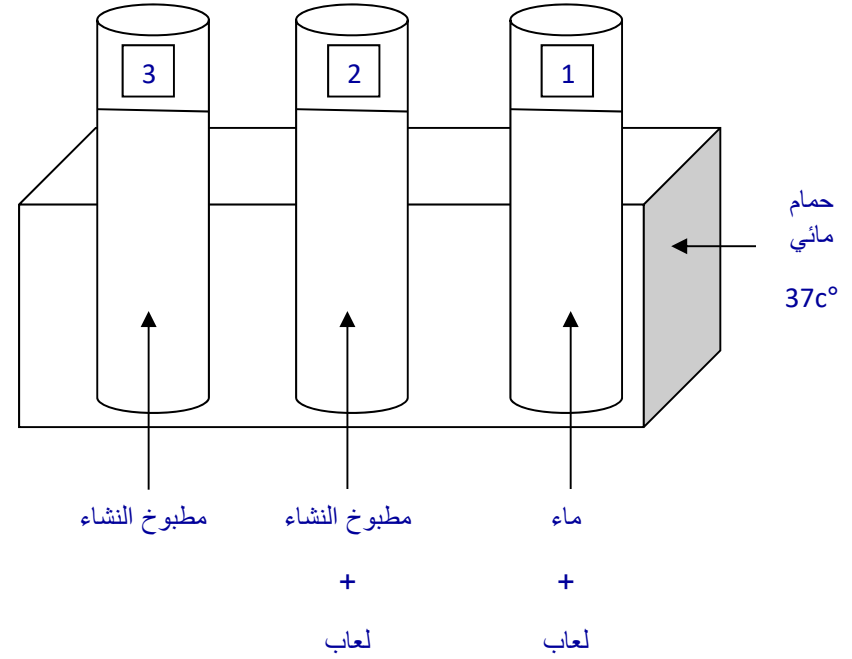 1
2
3
حمام
مائي
37c°
ماء
+
لعاب
مطبوخ النشاء
+
لعاب
مطبوخ النشاء